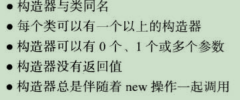 ● 构造器与类同名
● 每个类可以有一个以上的构造器
● 构造器可以有 0 个、1 个或多个参数
● 构造器没有返回值
● 构造器总是伴随着 new 操作一起调用